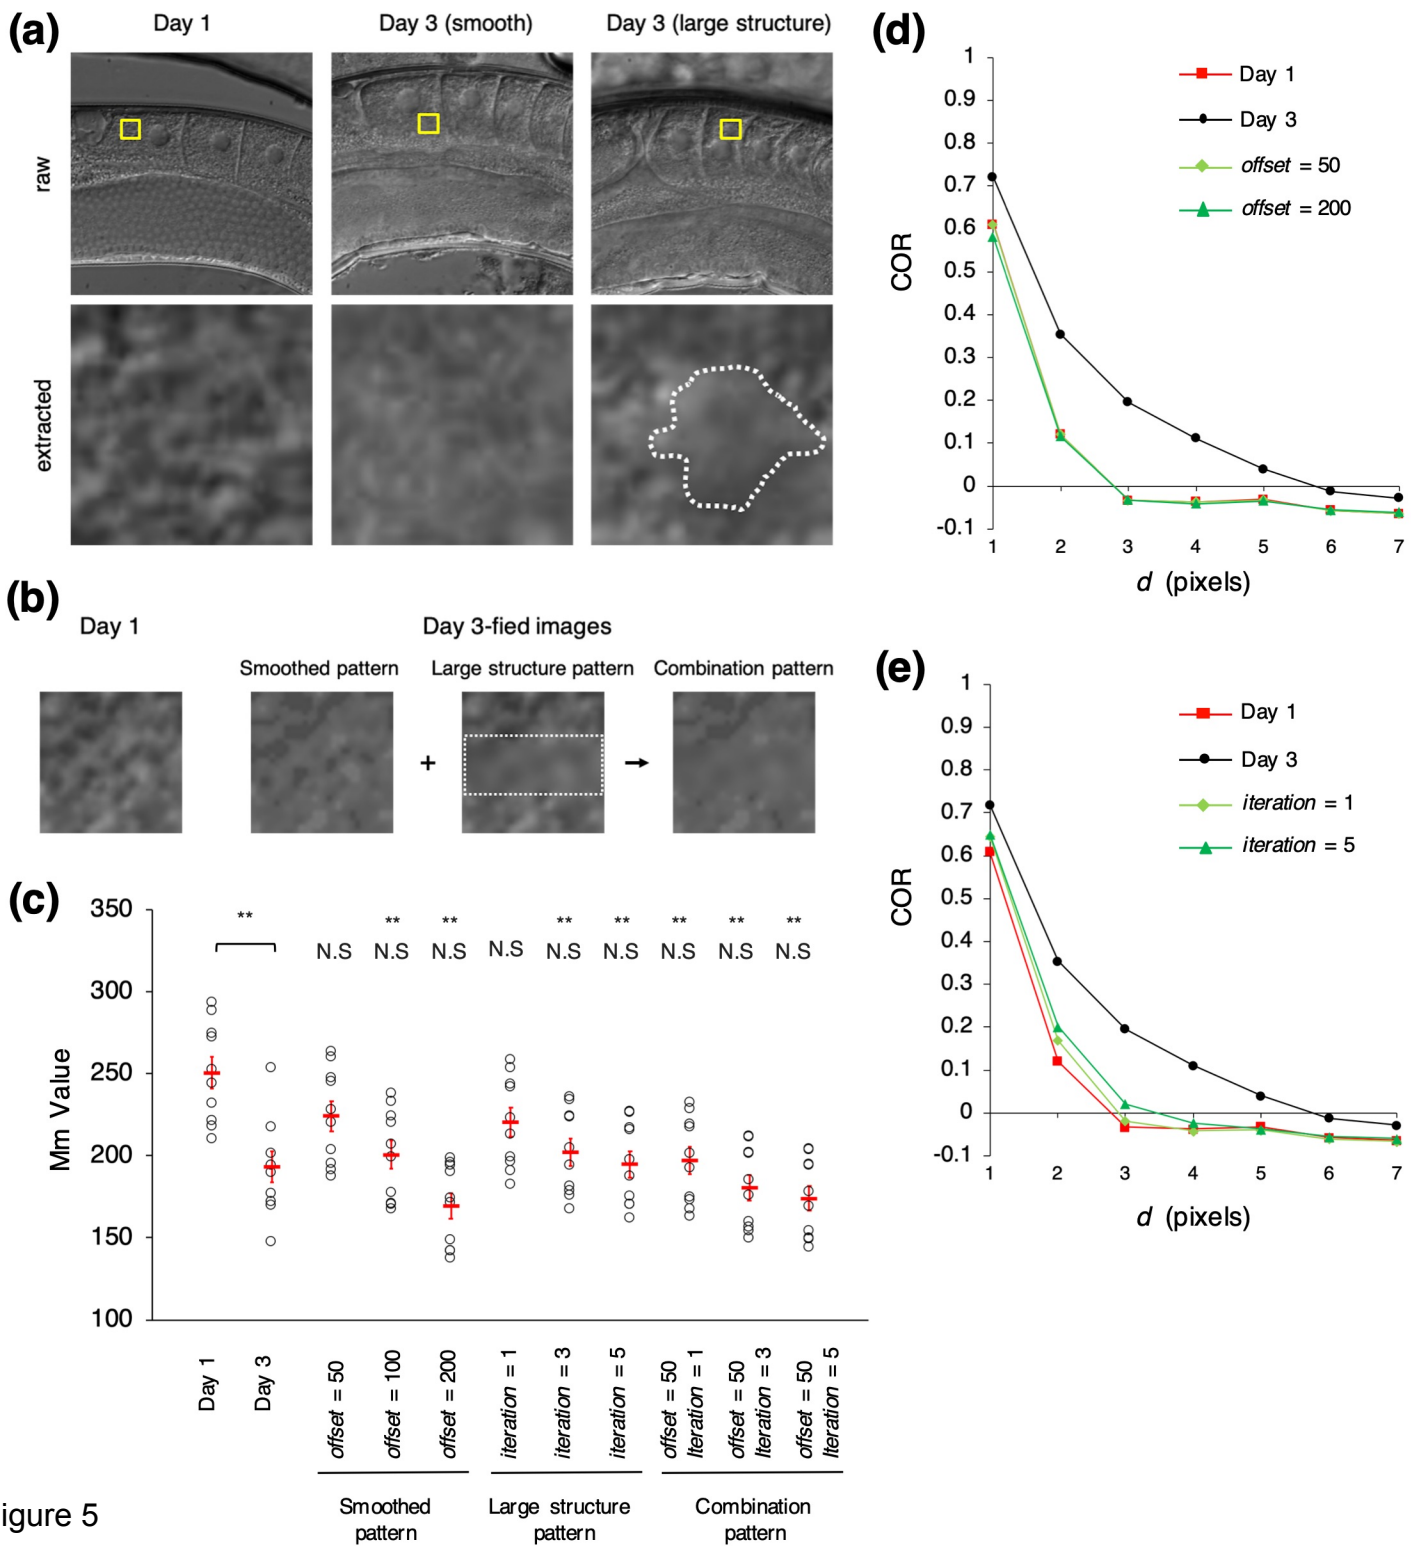 (a)
Day 1
Day 3 (smooth)
Day 3 (large structure)
raw
extracted
(b)
Day 1
Day 3-fied images
Smoothed pattern
Large structure pattern
Combination pattern
+
(c)
350
300
250
200
150
100
Mm Value
**
N.S
**
N.S
**
N.S
N.S
**
N.S
**
N.S
**
N.S
**
N.S
**
N.S
Day 1
Day 3
offset = 50
offset = 100
offset = 200
iteration = 1
iteration = 3
iteration = 5
offset = 50
Iteration = 1
offset = 50
Iteration = 3
offset = 50
Iteration = 5
Smoothed
pattern
Large structure
pattern
Combination
pattern
(d)
1
0.9
0.8
0.7
0.6
0.5
0.4
0.3
0.2
0.1
0
-0.1
COR
Day 1
Day 3
offset = 50
offset = 200
1 2 3 4 5 6 7
d (pixels)
(e)
1
0.9
0.8
0.7
0.6
0.5
0.4
0.3
0.2
0.1
0
-0.1
COR
Day 1
Day 3
iteration = 1
iteration = 5
1 2 3 4 5 6 7
d (pixels)
igure 5